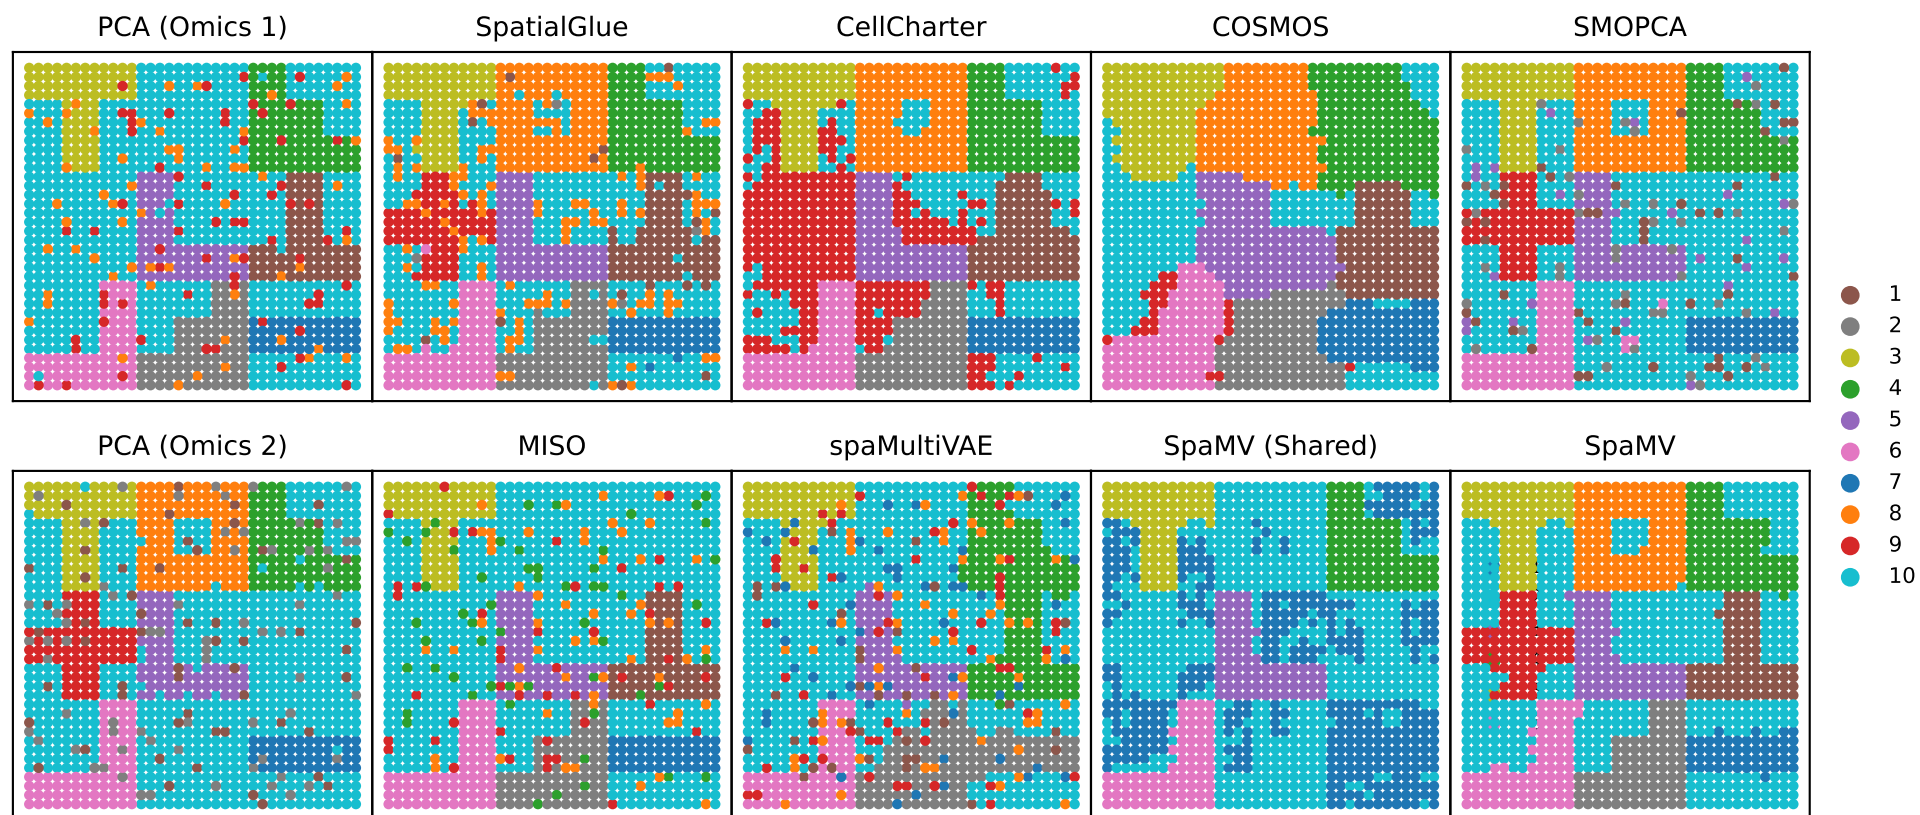 PCA (Omics 1)
SpatialGlue
CellCharter
COSMOS
SMOPCA
PCA (Omics 2)
MISO
spaMultiVAE
SpaMV (Shared)
SpaMV
1
2
3
4
5
6
7
8
9
10